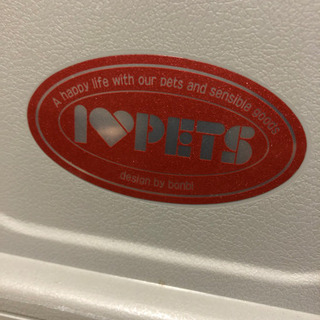 A happy life with our pets and sensible goods
I♥PETS
design by bonbi